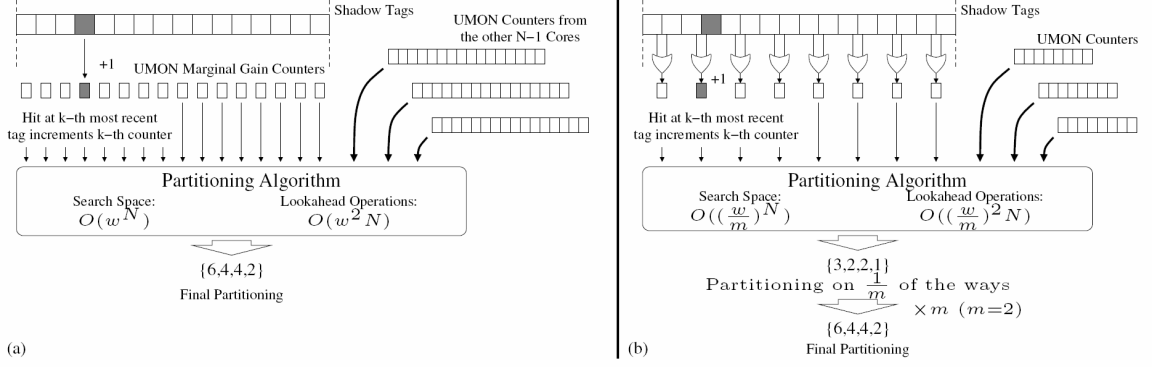 Shadow Tags
UMON Counters from
the other N−1 Cores
+1
UMON Marginal Gain Counters
Hit at k−th most recent
tag increments k−th counter
Partitioning Algorithm
Search Space:
O(w^N)
Lookahead Operations:
O(w^2 N)
{6,4,4,2}
Final Partitioning
(a)
Shadow Tags
UMON Counters
+1
Hit at k−th most recent
tag increments k−th counter
Partitioning Algorithm
Search Space:
O((w/m)^N)
Lookahead Operations:
O((w/m)^2 N)
{3,2,2,1}
Partitioning on 1/m of the ways
×m (m=2)
{6,4,4,2}
Final Partitioning
(b)